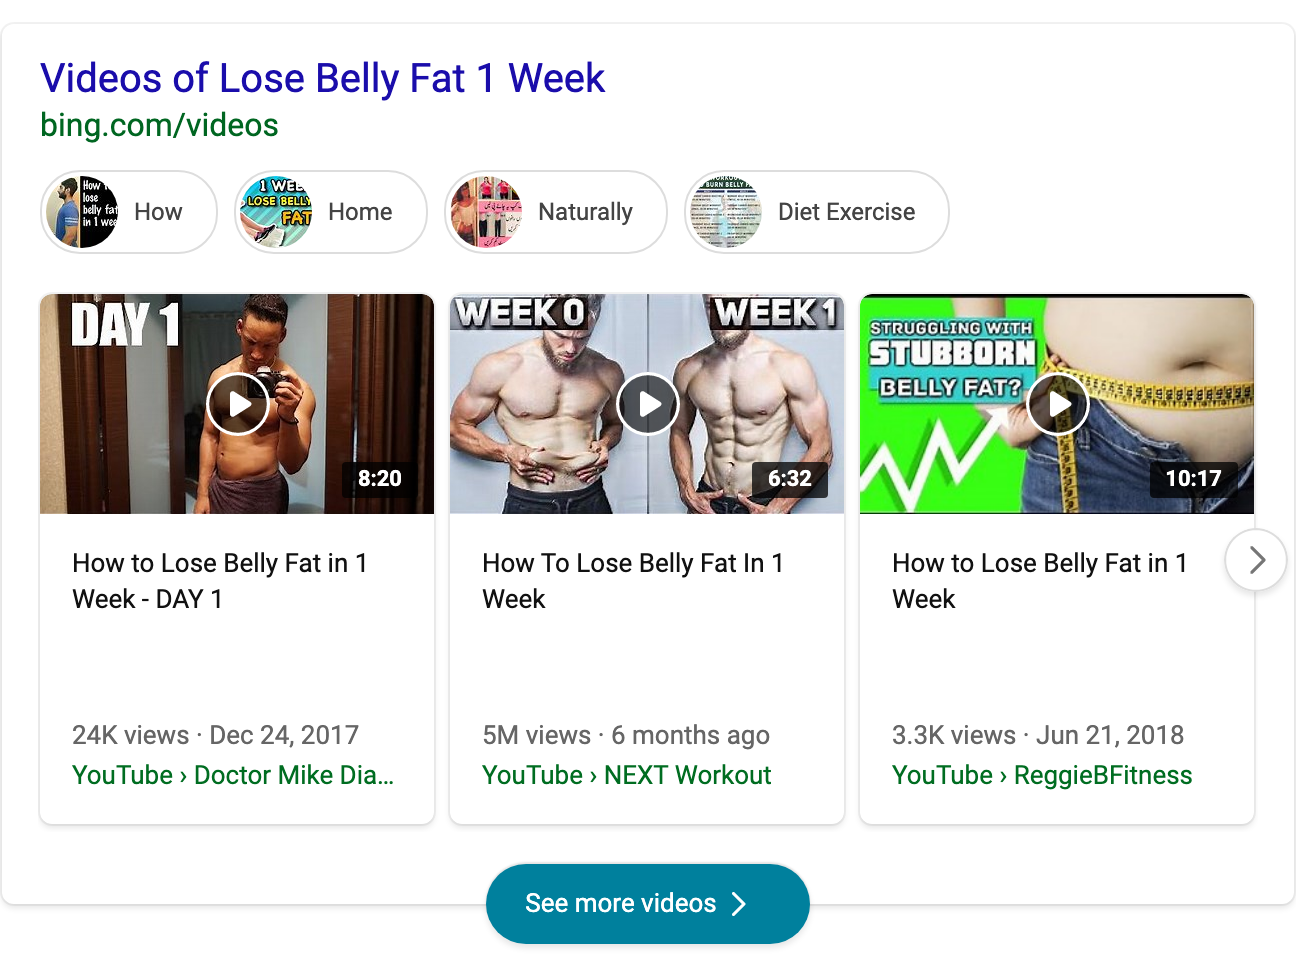 Videos of Lose Belly Fat 1 Week
bing.com/videos
How
lose
belly fat
in 1 week
How
1 WEE
LOSE BELLY
FAT
Home
Naturally
BURN BELLY F
Diet Exercise
DAY 1
8:20
WEEK 0
WEEK 1
6:32
STRUGGLING WITH
STUBBORN
BELLY FAT?
10:17
How to Lose Belly Fat in 1
Week - DAY 1
24K views · Dec 24, 2017
YouTube › Doctor Mike Dia...
How To Lose Belly Fat In 1
Week
5M views · 6 months ago
YouTube › NEXT Workout
How to Lose Belly Fat in 1
Week
3.3K views · Jun 21, 2018
YouTube › ReggieBFitness
See more videos